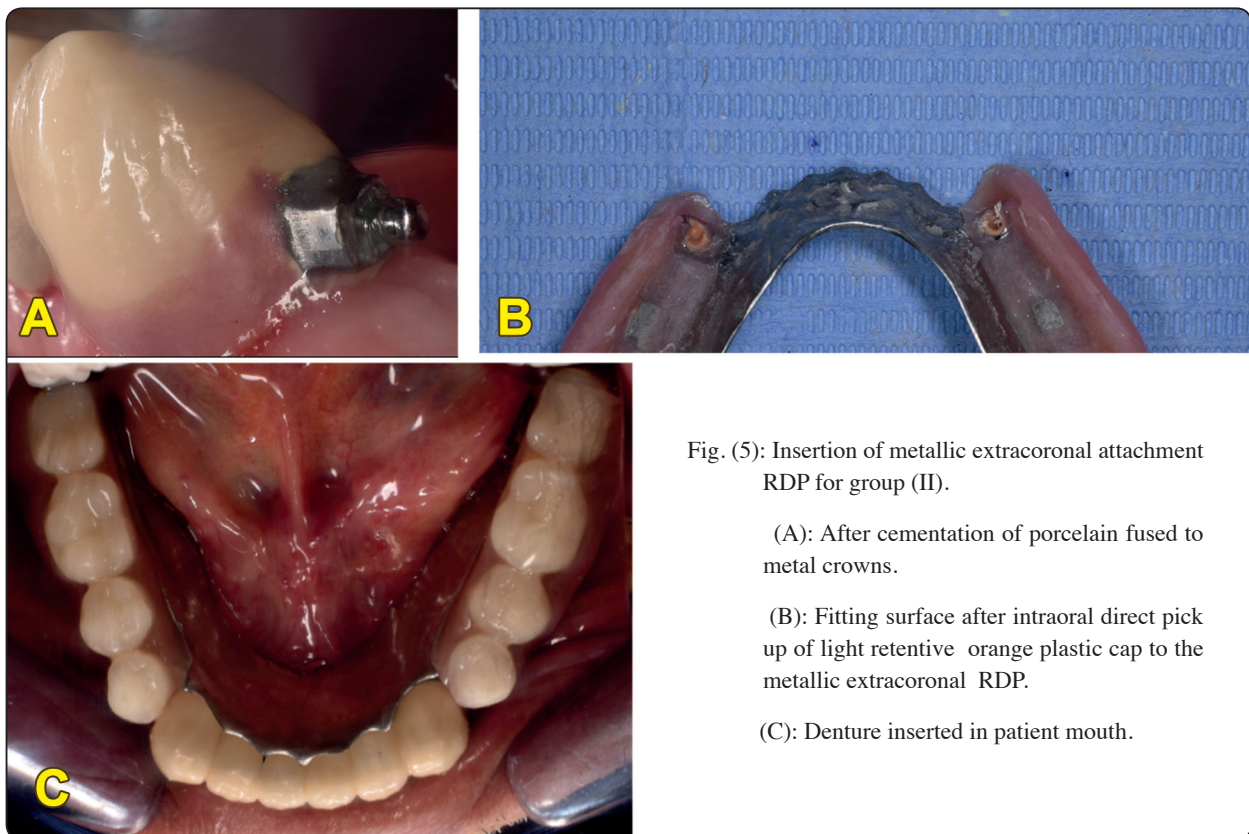 A
B
C
Fig. (5): Insertion of metallic extracoronal attachment
RDP for group (II).
(A): After cementation of porcelain fused to
metal crowns.
(B): Fitting surface after intraoral direct pick
up of light retentive orange plastic cap to the
metallic extracoronal RDP.
(C): Denture inserted in patient mouth.